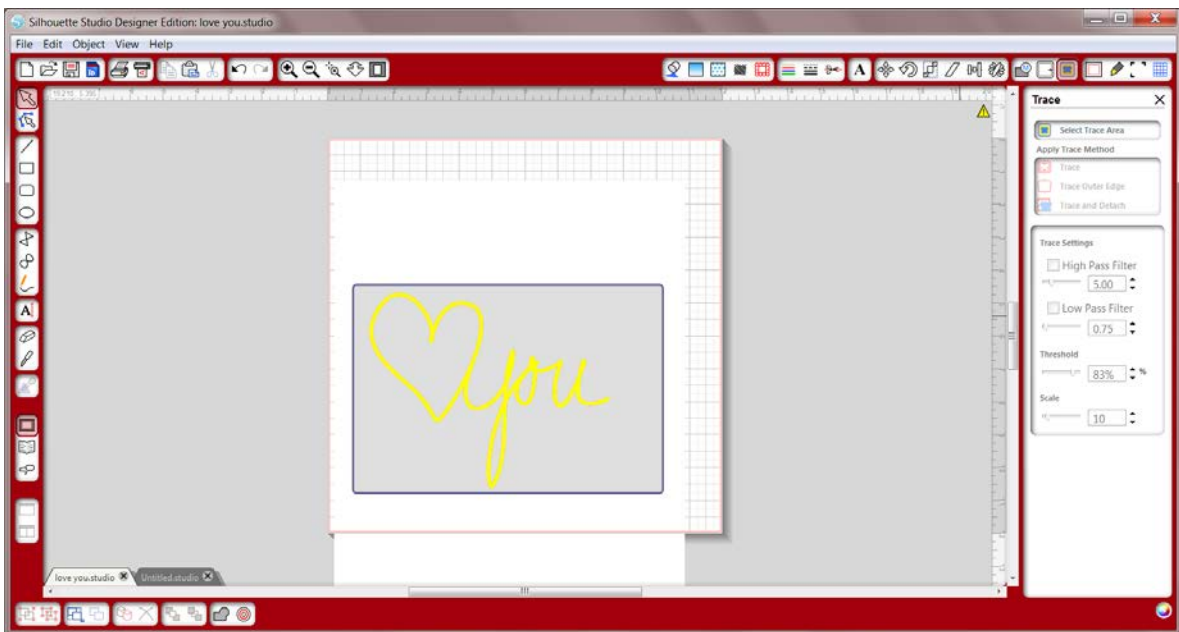 Silhouette Studio Designer Edition: love you.studio
File Edit Object View Help
Trace
Select Trace Area
Apply Trace Method
Trace
Trace Outer Edge
Trace and Detach
Trace Settings
High Pass Filter
5.00
Low Pass Filter
0.75
Threshold
83% %
Scale
10
you
love you.studio Untitled.studio